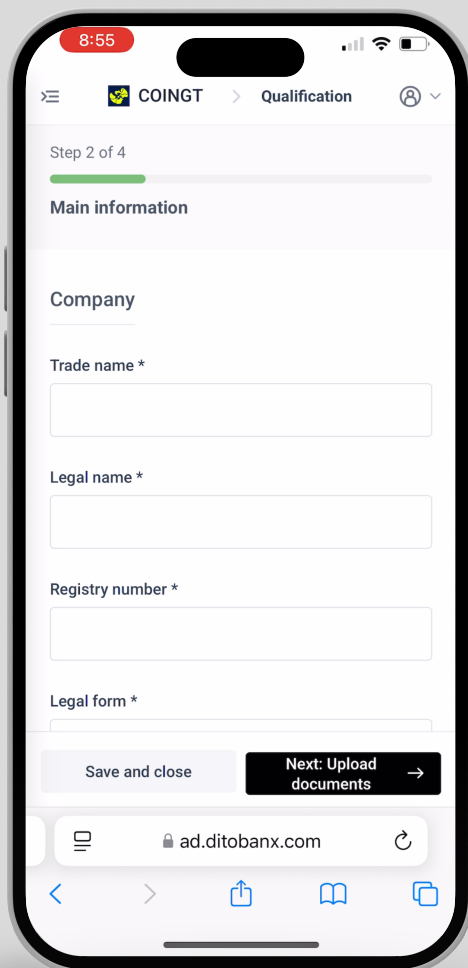 8:55
COINGT > Qualification
Step 2 of 4
Main information
Company
Trade name *
Legal name *
Registry number *
Legal form *
Save and close
Next: Upload
documents
ad.ditobanx.com